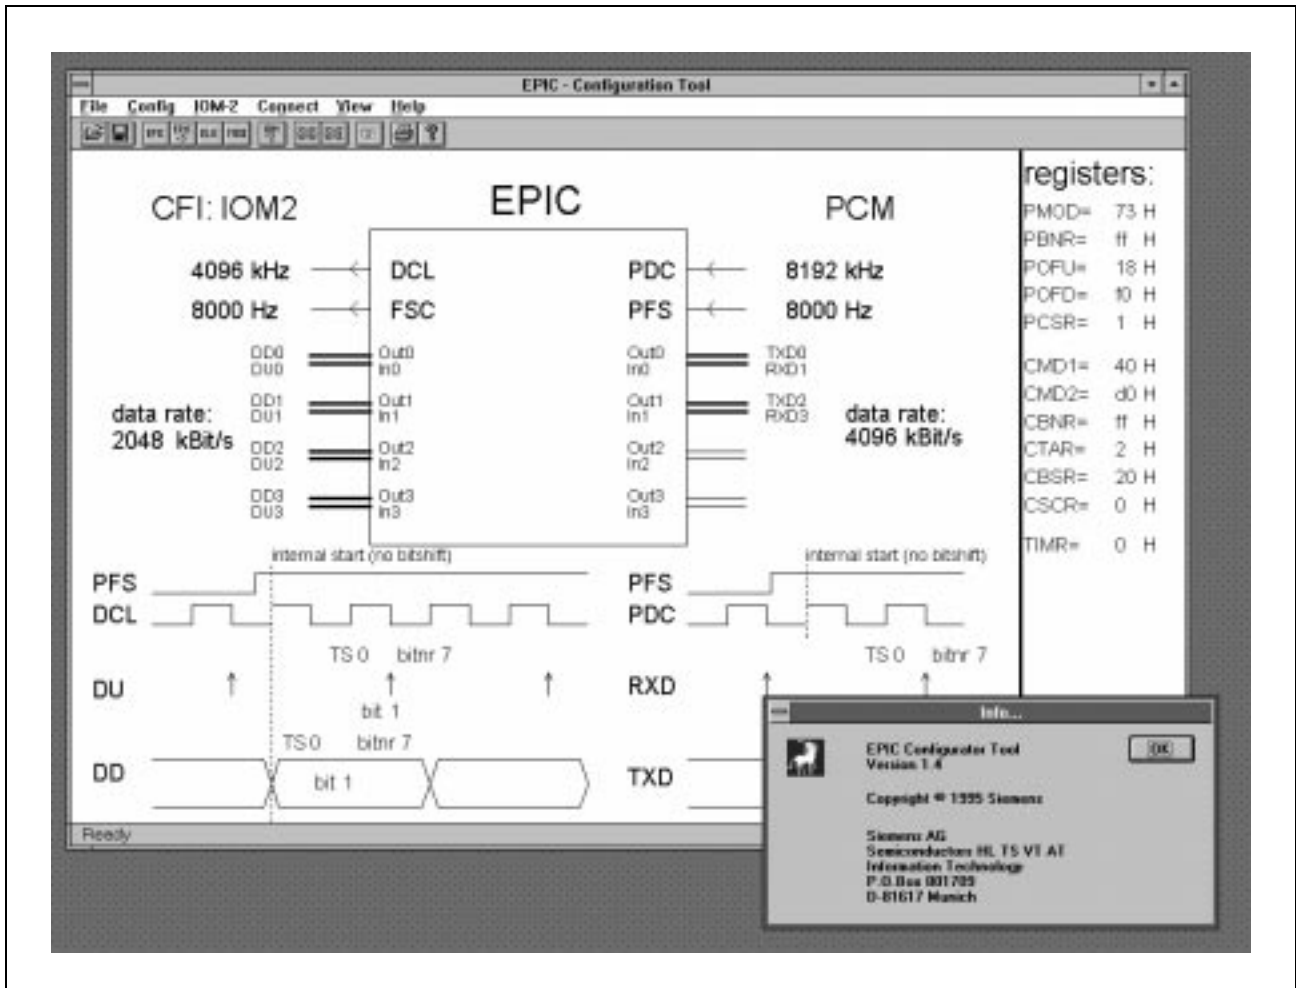 EPIC - Configuration Tool
File Config IOM-2 Connect View Help
CFI: IOM2
EPIC
PCM
4096 kHz
DCL
PDC
8192 kHz
8000 Hz
FSC
PFS
8000 Hz
DD0 Out0 Out0 TXD0
DU0 In0 In0 RXD1
DD1 Out1 Out1 TXD2
DU1 In1 In1 RXD3
data rate:
2048 kBit/s
data rate:
4096 kBit/s
DD2 Out2 Out2
DU2 In2 In2
DD3 Out3 Out3
DU3 In3 In3
internal start (no bitshift)
internal start (no bitshift)
PFS
PFS
DCL
PDC
TS 0 bitnr 7
TS 0 bitnr 7
DU
RXD
bit 1
TS 0 bitnr 7
DD
bit 1
TXD
Ready
registers:
PMOD= 73 H
PBNR= ff H
POFU= 18 H
POFD= f0 H
PCSR= 1 H
CMD1= 40 H
CMD2= d0 H
CBNR= ff H
CTAR= 2 H
CBSR= 20 H
CSCR= 0 H
TIMR= 0 H
Info...
EPIC Configurator Tool
Version 1.4
OK
Copyright © 1995 Siemens
Siemens AG
Semiconductors HL TS VT AT
Information Technology
P.O.Box 801709
D-81617 Munich